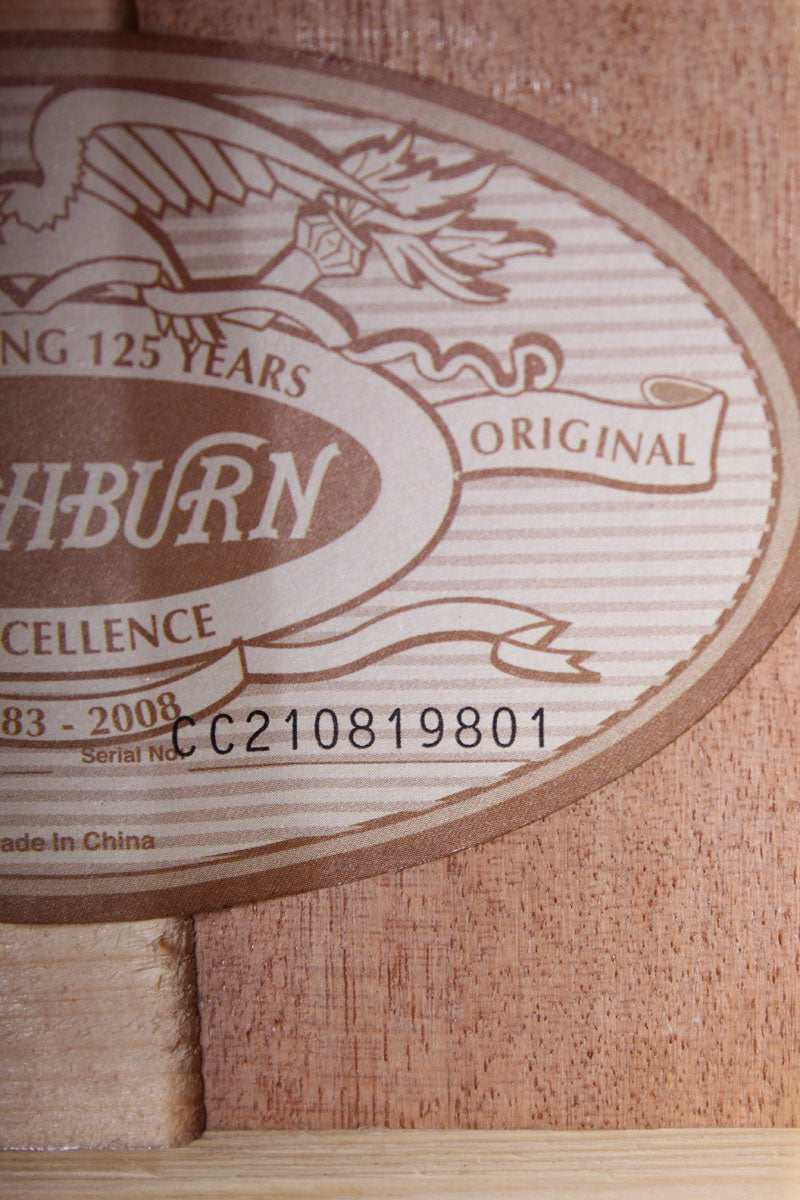 NG 125 YEARS
ORIGINAL
HBURN
CELLENCE
83 - 2008
Serial No. CC210819801
ade In China